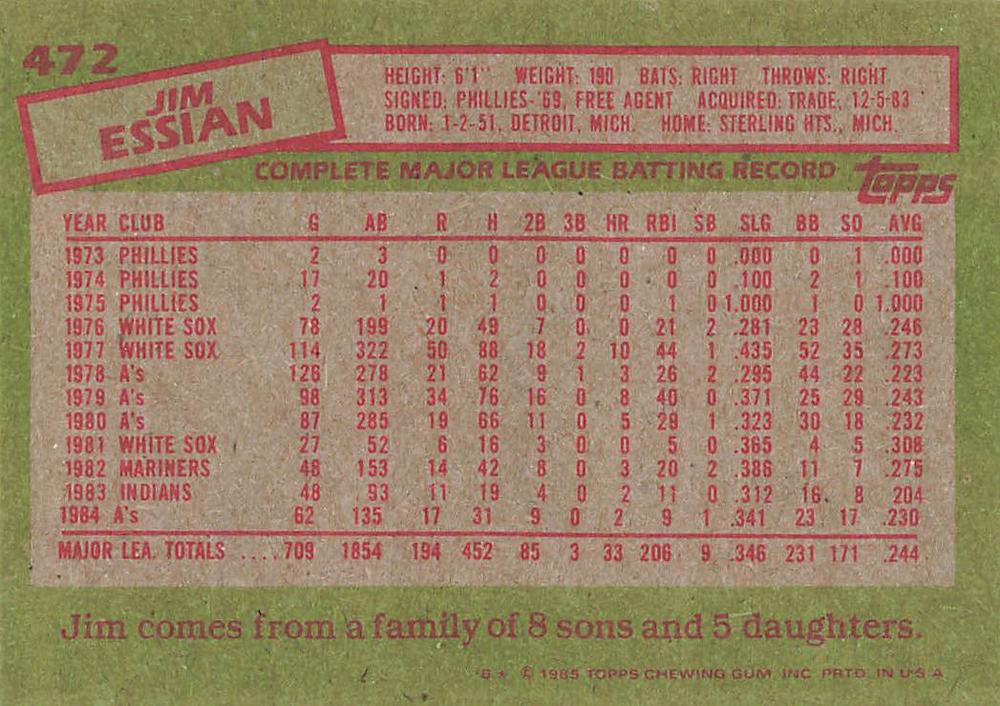 472
JIM
ESSIAN
HEIGHT: 6'1" WEIGHT: 190 BATS: RIGHT THROWS: RIGHT
SIGNED: PHILLIES-'69, FREE AGENT ACQUIRED: TRADE, 12-5-83
BORN: 1-2-51, DETROIT, MICH. HOME: STERLING HTS., MICH.
COMPLETE MAJOR LEAGUE BATTING RECORD topps
YEAR CLUB G AB R H 2B 3B HR RBI SB SLG BB SO AVG
1973 PHILLIES 2 3 0 0 0 0 0 0 0 .000 0 1 .000
1974 PHILLIES 17 20 1 2 0 0 0 0 0 .100 2 1 .100
1975 PHILLIES 2 1 1 1 0 0 0 1 0 1.000 1 0 1.000
1976 WHITE SOX 78 199 20 49 7 0 0 21 2 .281 23 28 .246
1977 WHITE SOX 114 322 50 88 18 2 10 44 1 .435 52 35 .273
1978 A's 126 278 21 62 9 1 3 26 2 .295 44 22 .223
1979 A's 98 313 34 76 16 0 8 40 0 .371 25 29 .243
1980 A's 87 285 19 66 11 0 5 29 1 .323 30 18 .232
1981 WHITE SOX 27 52 6 16 3 0 0 5 0 .365 4 5 .308
1982 MARINERS 48 153 14 42 8 0 3 20 2 .386 11 7 .275
1983 INDIANS 48 93 11 19 4 0 2 11 0 .312 16 8 .204
1984 A's 62 135 17 31 9 0 2 9 1 .341 23 17 .230
MAJOR LEA. TOTALS ....709 1854 194 452 85 3 33 206 9 .346 231 171 .244
Jim comes from a family of 8 sons and 5 daughters.
© 1985 TOPPS CHEWING GUM, INC. PRTD. IN U.S.A.